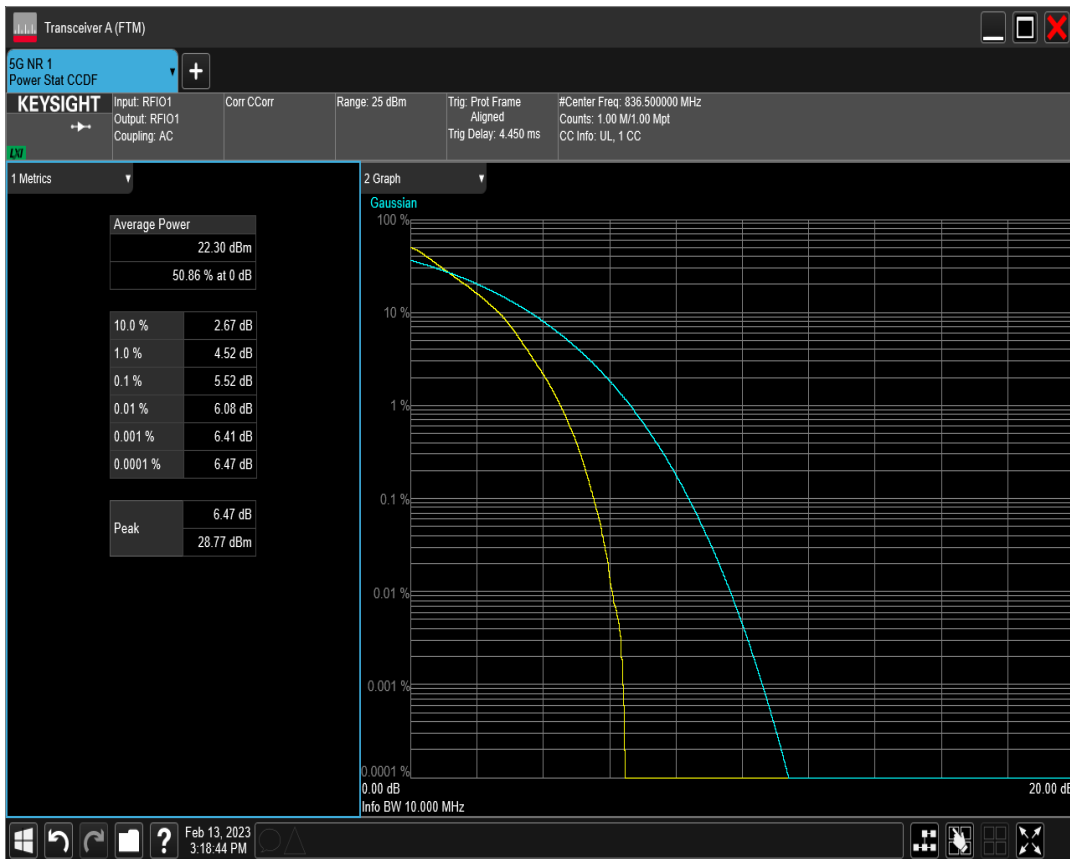 Transceiver A (FTM)
5G NR 1
Power Stat CCDF
+
KEYSIGHT
LXI
Input: RFIO1
Output: RFIO1
Coupling: AC
Corr CCorr
Range: 25 dBm
Trig: Prot Frame
Aligned
Trig Delay: 4.450 ms
#Center Freq: 836.500000 MHz
Counts: 1.00 M/1.00 Mpt
CC Info: UL, 1 CC
1 Metrics
Average Power
22.30 dBm
50.86 % at 0 dB
10.0 % 2.67 dB
1.0 % 4.52 dB
0.1 % 5.52 dB
0.01 % 6.08 dB
0.001 % 6.41 dB
0.0001 % 6.47 dB
Peak
6.47 dB
28.77 dBm
2 Graph
Gaussian
100 %
10 %
1 %
0.1 %
0.01 %
0.001 %
0.0001 %
0.00 dB 20.00 dB
Info BW 10.000 MHz
?
Feb 13, 2023
3:18:44 PM